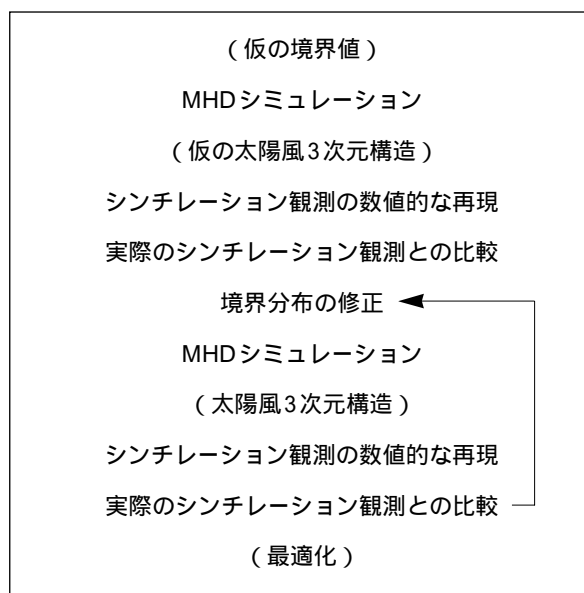 （仮の境界値）
MHDシミュレーション
（仮の太陽風3次元構造）
シンチレーション観測の数値的な再現
実際のシンチレーション観測との比較
境界分布の修正
MHDシミュレーション
（太陽風3次元構造）
シンチレーション観測の数値的な再現
実際のシンチレーション観測との比較
（最適化）